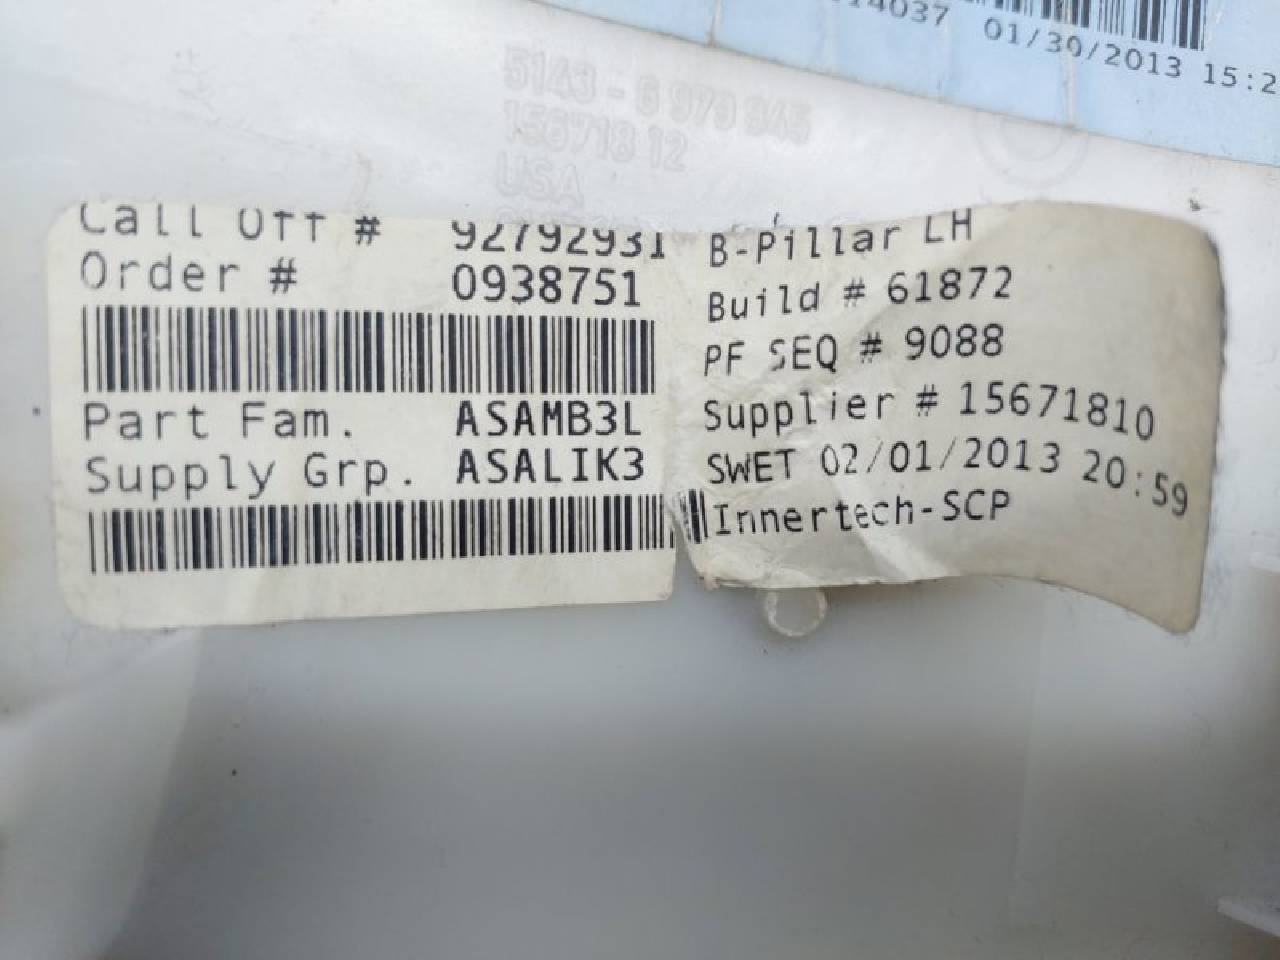 14037 01/30/2013 15:2
5143 - 6 979 945
1567181 12
USA
Call Off # 92792931
Order # 0938751
Part Fam. ASAMB3L
Supply Grp. ASALIK3
B-Pillar LH
Build # 61872
PF SEQ # 9088
Supplier # 15671810
SWET 02/01/2013 20:59
Innertech-SCP